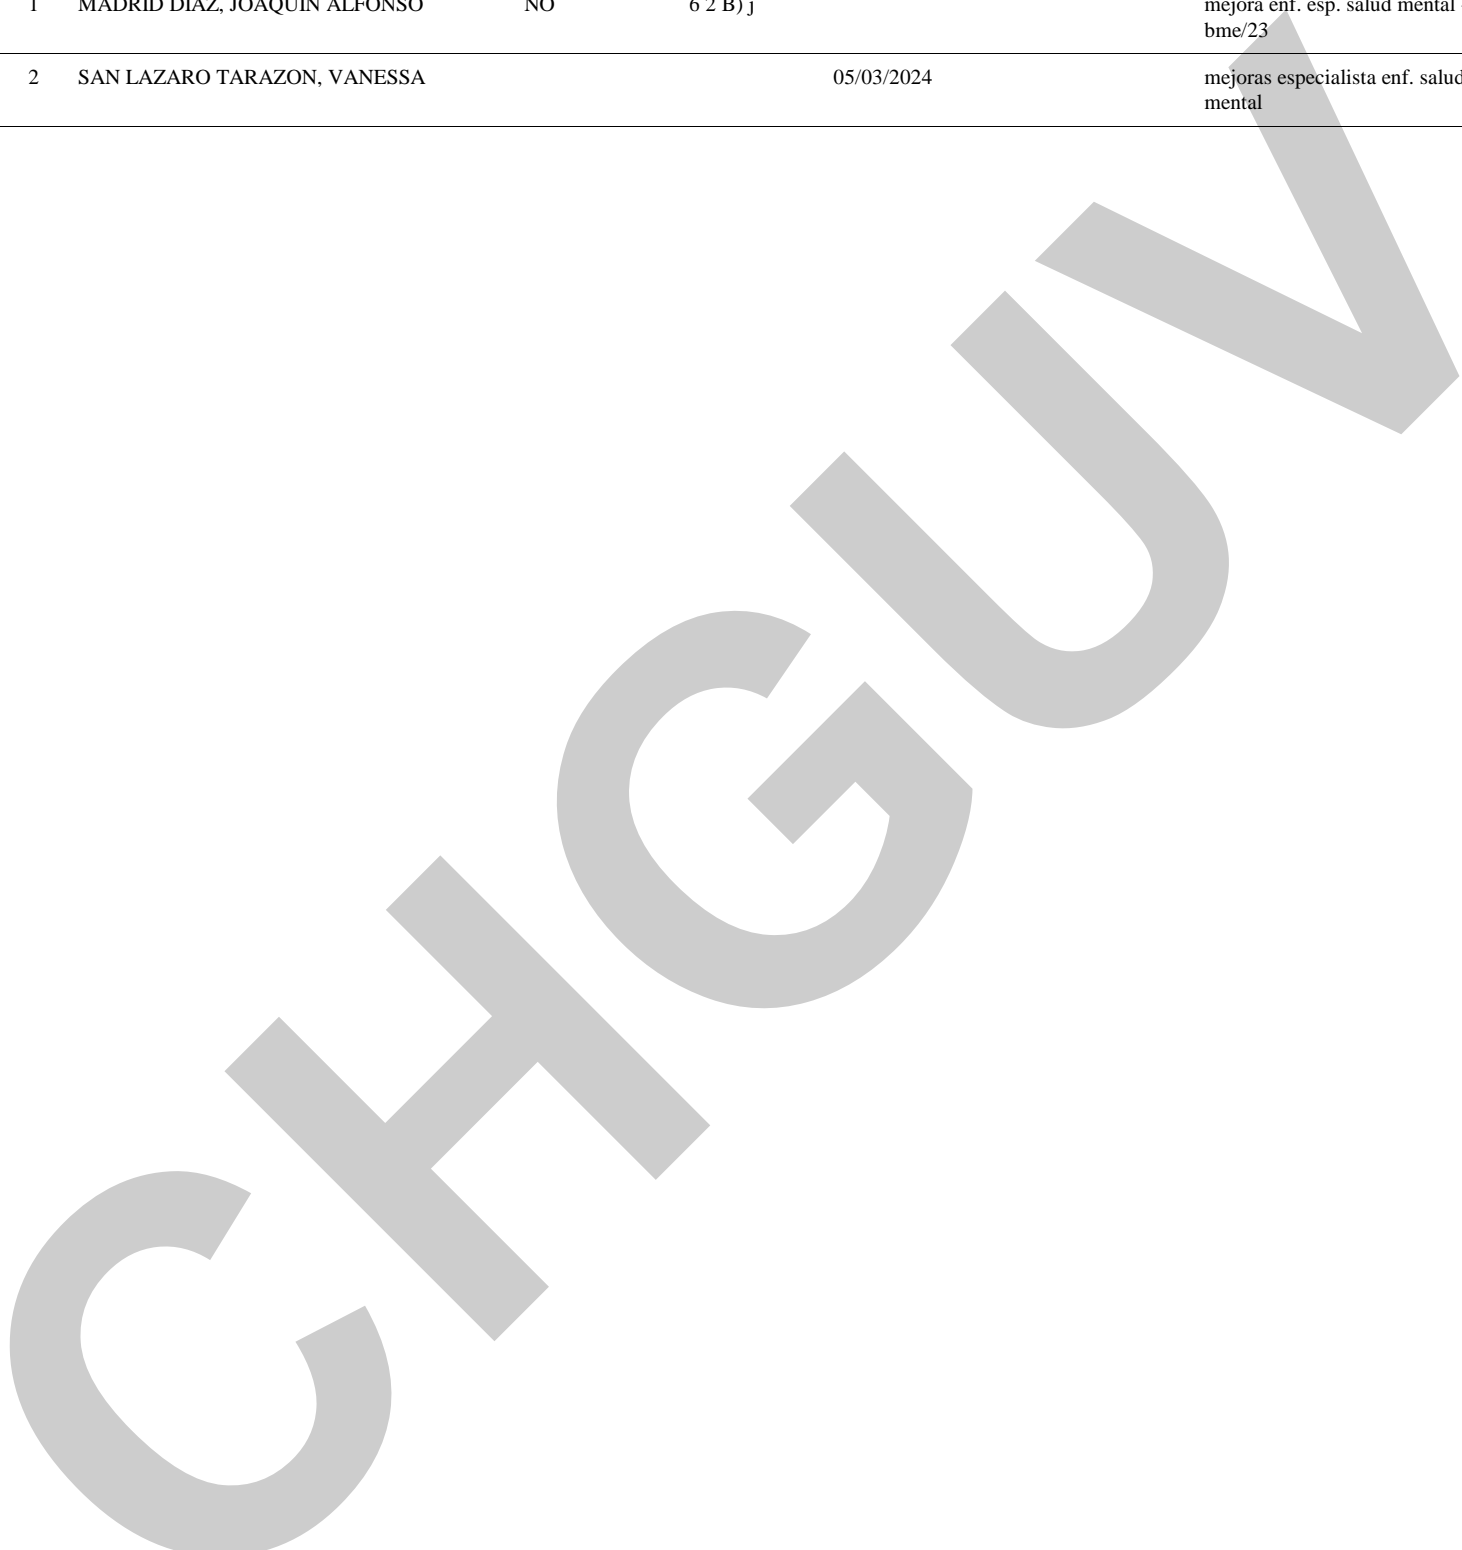 1 MADRID DIAZ, JOAQUIN ALFONSO NO 6 2 B) j mejora enf. esp. salud mental
bme/23
2 SAN LAZARO TARAZON, VANESSA 05/03/2024 mejoras especialista enf. salud
mental
CHGUV